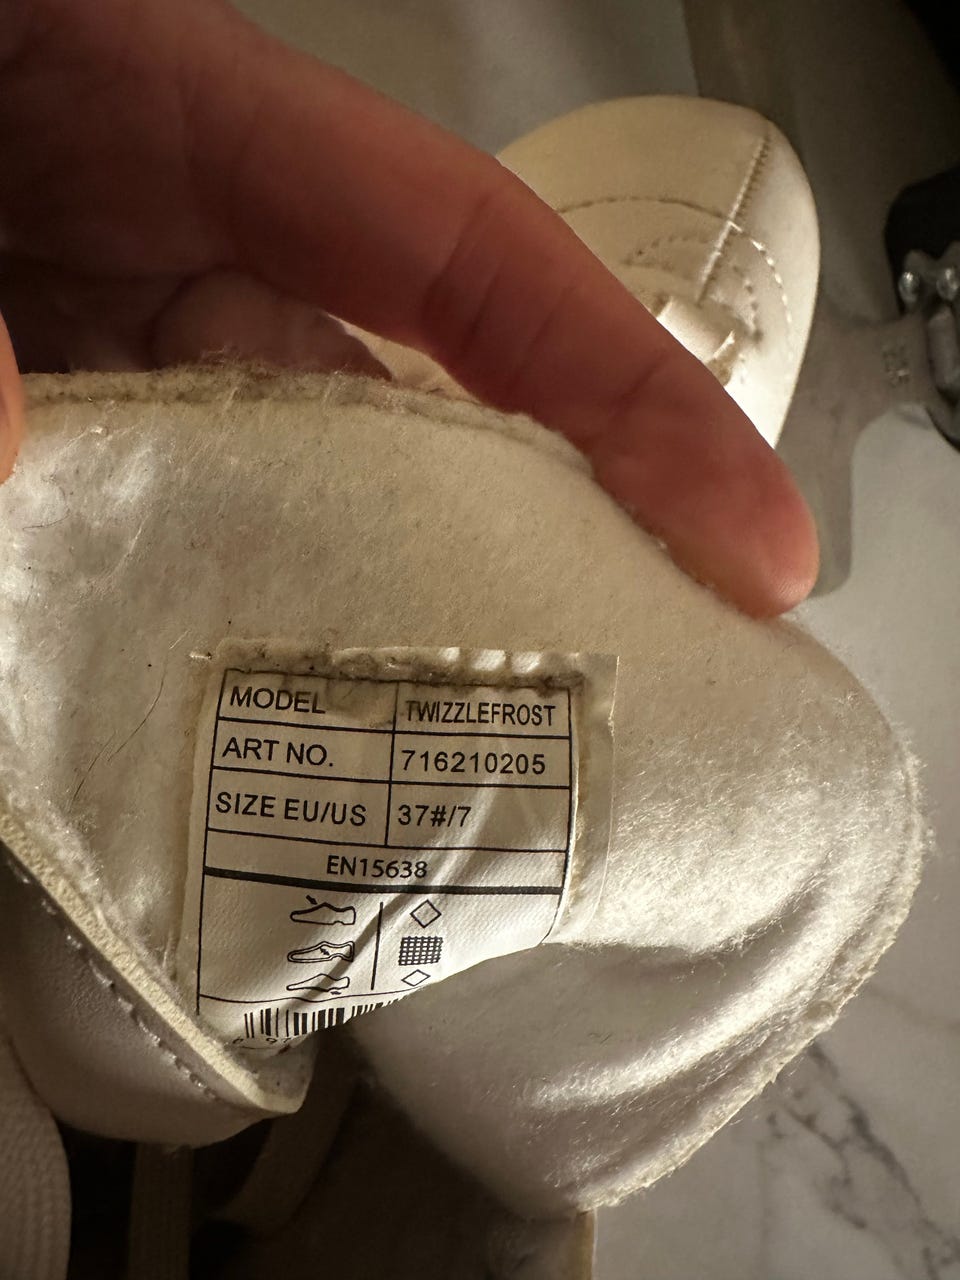 MODEL TWIZZLEFROST
ART NO. 716210205
SIZE EU/US 37#/7
EN15638